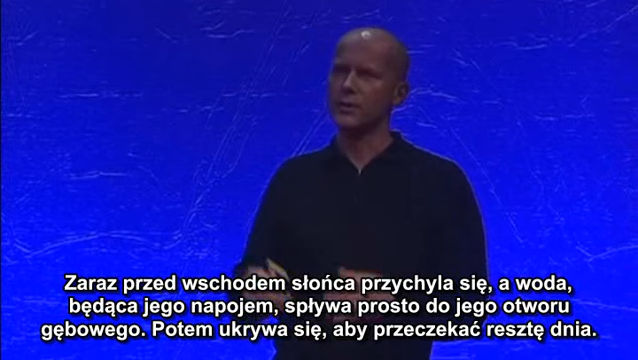 Zaraz przed wschodem słońca przychyla się, a woda,
będąca jego napojem, spływa prosto do jego otworu
gębowego. Potem ukrywa się, aby przeczekać resztę dnia.